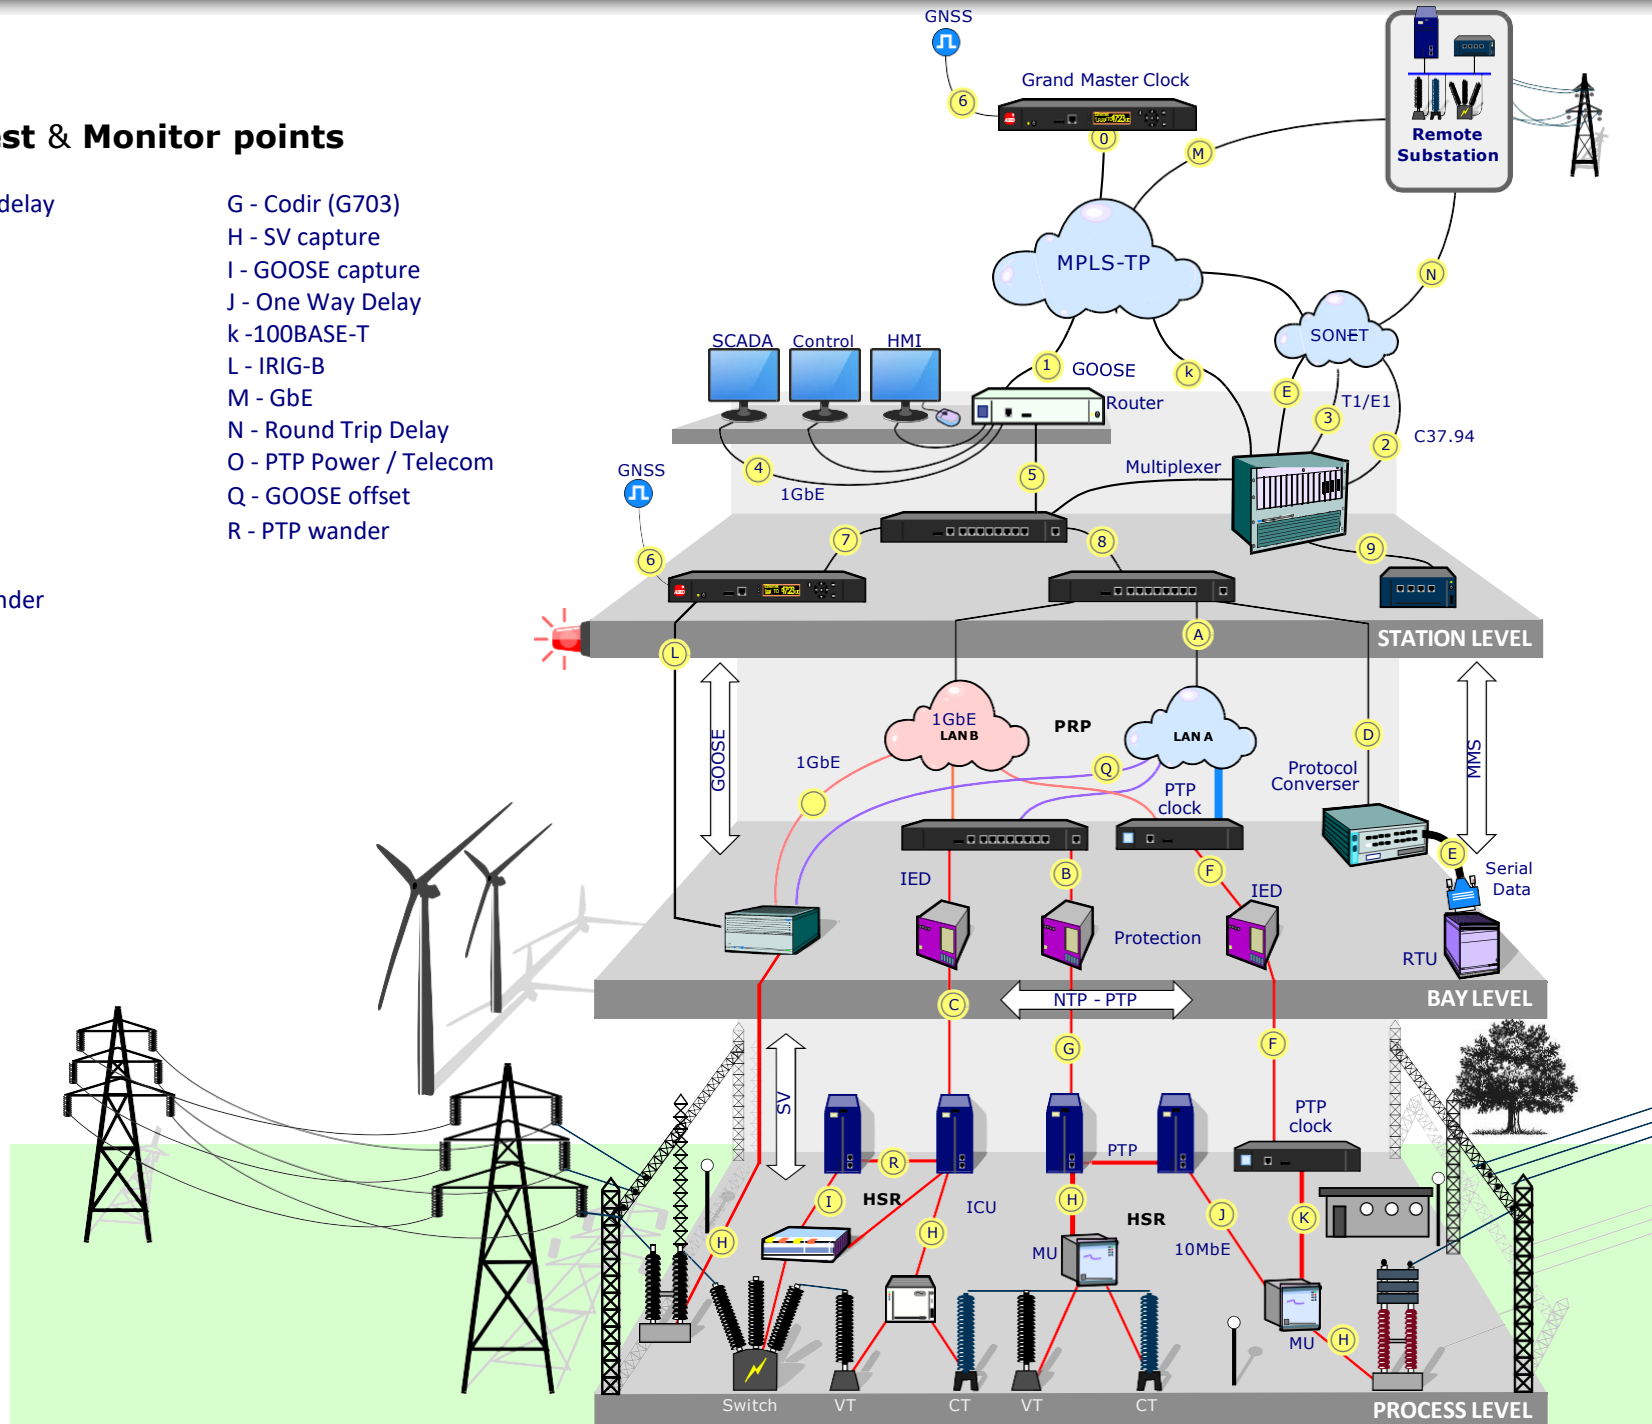 GNSS
6
Grand Master Clock
0
M
Remote
Substation
est & Monitor points
delay
G - Codir (G703)
H - SV capture
I - GOOSE capture
J - One Way Delay
k -100BASE-T
L - IRIG-B
M - GbE
N - Round Trip Delay
O - PTP Power / Telecom
Q - GOOSE offset
R - PTP wander
nder
MPLS-TP
N
SONET
SCADA
Control
HMI
1
GOOSE
k
E
T1/E1
3
Router
2
C37.94
4
1GbE
5
Multiplexer
GNSS
6
7
8
9
L
A
STATION LEVEL
GOOSE
1GbE
LAN B
PRP
LAN A
D
MMS
1GbE
Q
PTP
clock
Protocol
Converser
E
Serial
Data
IED
B
F
IED
Protection
RTU
BAY LEVEL
C
NTP - PTP
G
F
SV
PTP
clock
R
PTP
I
HSR
ICU
H
HSR
J
K
H
H
MU
10MbE
MU
H
Switch
VT
CT
VT
CT
PROCESS LEVEL